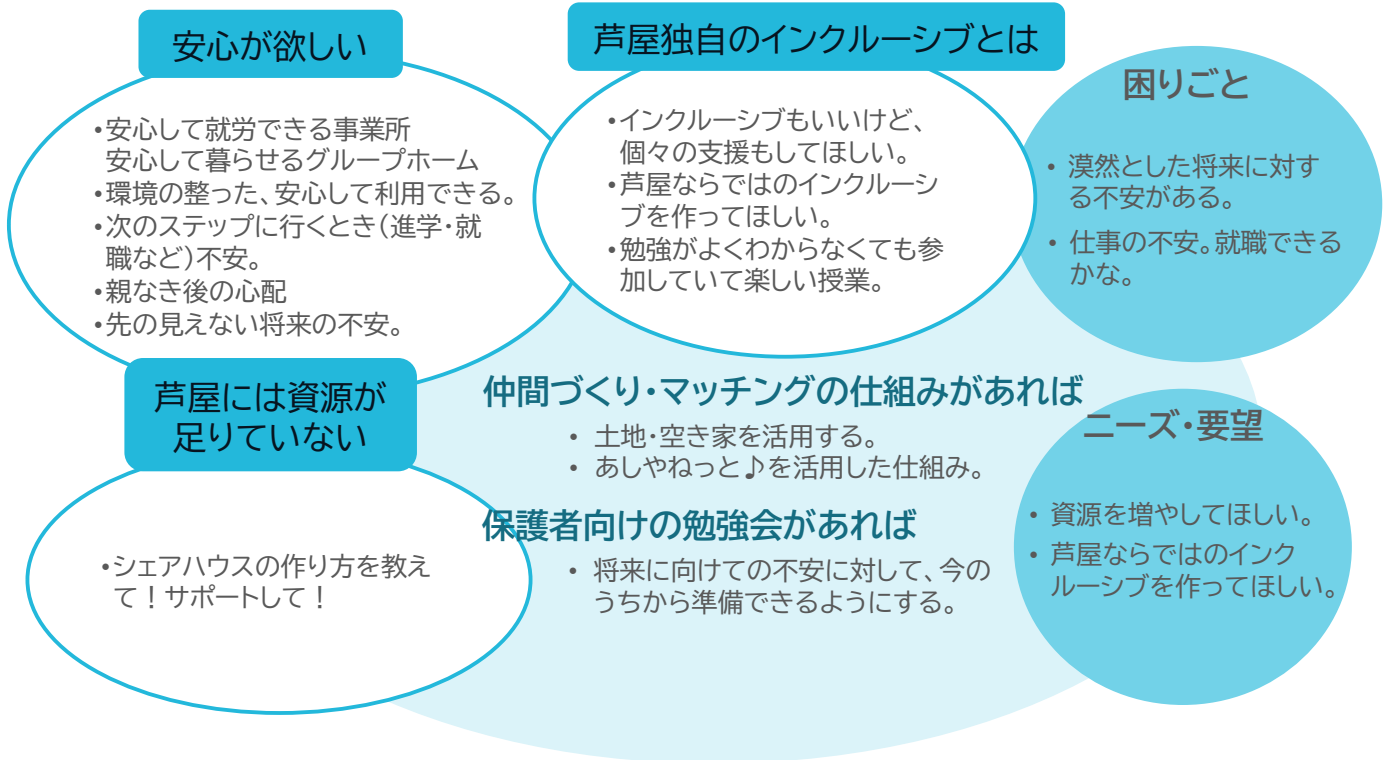 安心が欲しい
・安心して就労できる事業所
安心して暮らせるグループホーム
・環境の整った、安心して利用できる。
・次のステップに行くとき（進学・就
職など）不安。
・親なき後の心配
・先の見えない将来の不安。
芦屋独自のインクルーシブとは
・インクルーシブもいいけど、
個々の支援もしてほしい。
・芦屋ならではのインクルーシ
ブを作ってほしい。
・勉強がよくわからなくても参
加していて楽しい授業。
困りごと
• 漠然とした将来に対す
る不安がある。
• 仕事の不安。就職できる
かな。
芦屋には資源が
足りていない
・シェアハウスの作り方を教え
て！サポートして！
仲間づくり・マッチングの仕組みがあれば
• 土地・空き家を活用する。
• あしやねっと♪を活用した仕組み。
保護者向けの勉強会があれば
• 将来に向けての不安に対して、今の
うちから準備できるようにする。
ニーズ・要望
• 資源を増やしてほしい。
• 芦屋ならではのインク
ルーシブを作ってほしい。